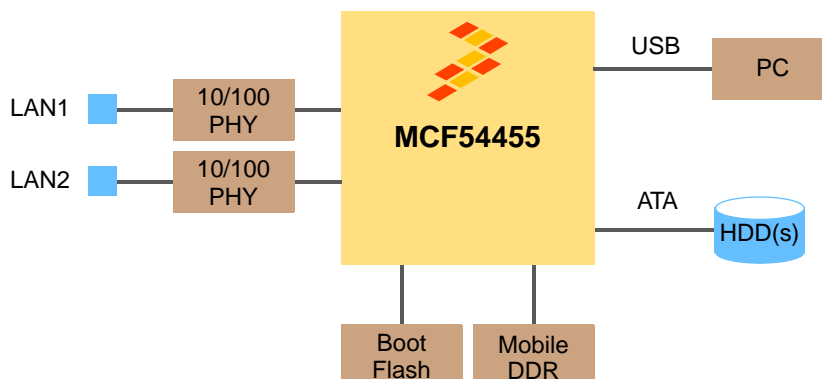 USB
PC
LAN1
10/100
PHY
MCF54455
LAN2
10/100
PHY
ATA
HDD(s)
Boot
Flash
Mobile
DDR